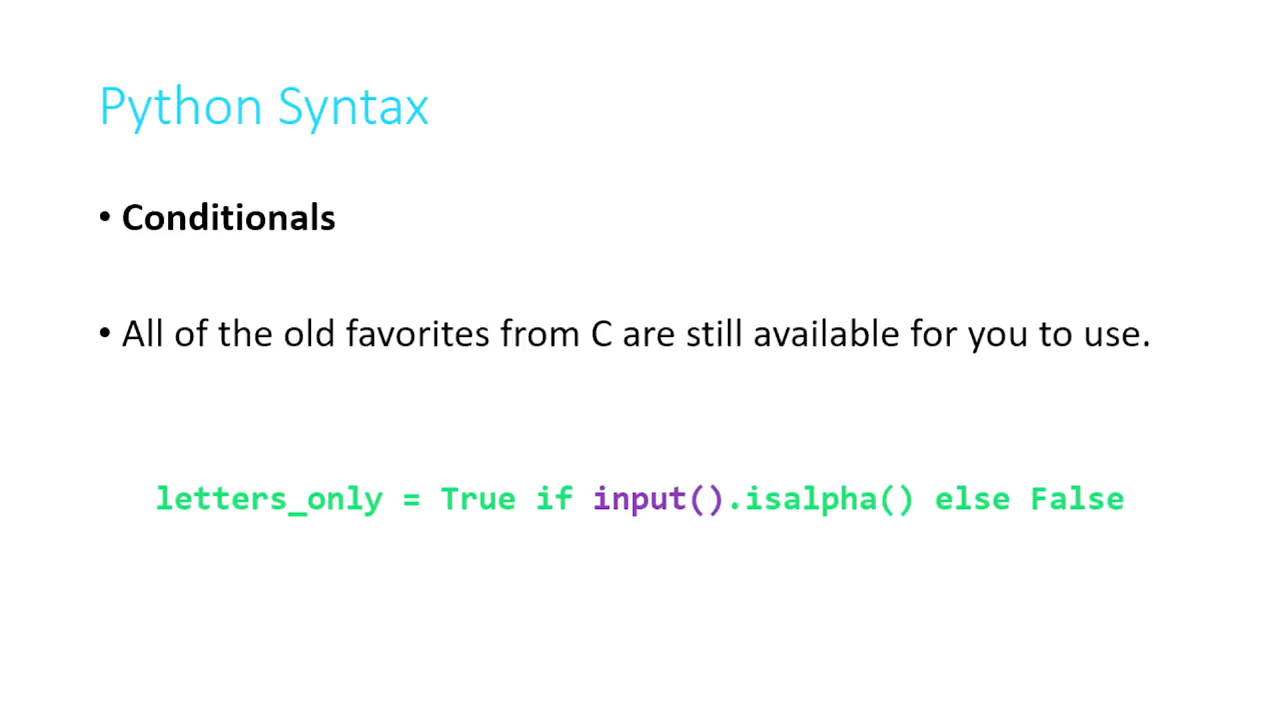 Python Syntax
• Conditionals
• All of the old favorites from C are still available for you to use.
letters_only = True if input().isalpha() else False